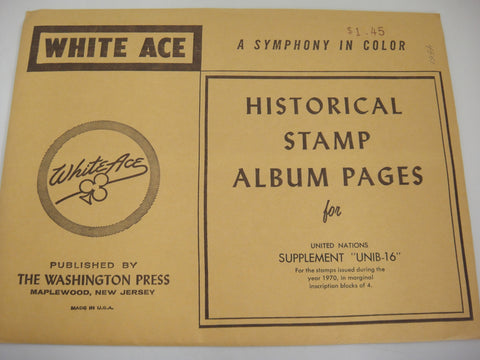 WHITE ACE
A SYMPHONY IN COLOR
$1.45
HISTORICAL
STAMP
ALBUM PAGES
for
UNITED NATIONS
SUPPLEMENT "UNIB-16"
For the stamps issued during the
year 1970, in marginal
inscription blocks of 4.
White Ace
PUBLISHED BY
THE WASHINGTON PRESS
MAPLEWOOD, NEW JERSEY
MADE IN U.S.A.